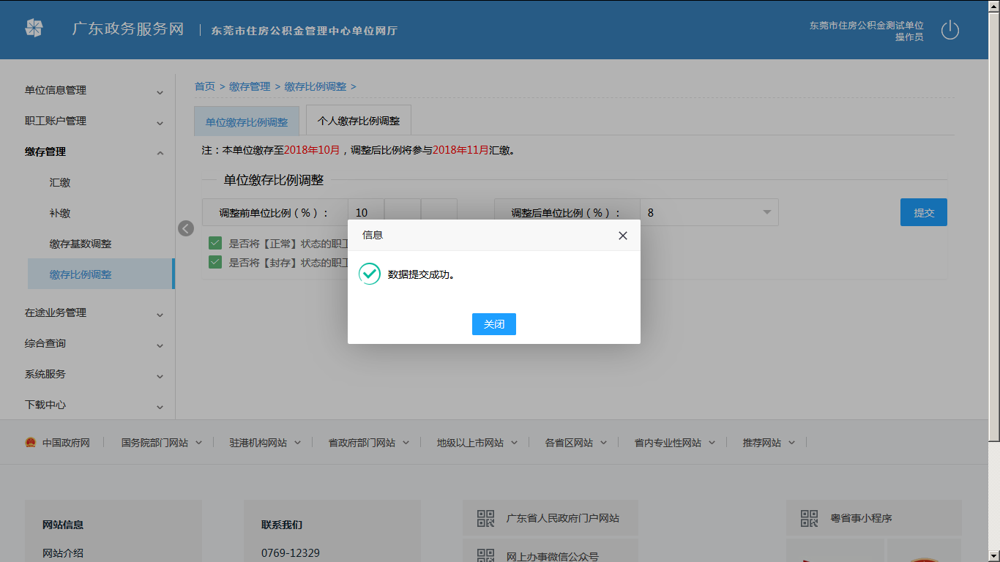 广东政务服务网
东莞市住房公积金管理中心单位网厅
东莞市住房公积金测试单位
操作员
单位信息管理
职工账户管理
缴存管理
汇缴
补缴
缴存基数调整
缴存比例调整
在途业务管理
综合查询
系统服务
下载中心
首页 > 缴存管理 > 缴存比例调整 >
单位缴存比例调整
个人缴存比例调整
注：本单位缴存至2018年10月，调整后比例将参与2018年11月汇缴。
单位缴存比例调整
调整前单位比例（%）： 10
调整后单位比例（%）： 8
提交
是否将【正常】状态的职
是否将【封存】状态的职
信息
数据提交成功。
关闭
中国政府网
国务院部门网站
驻港机构网站
省政府部门网站
地级以上市网站
各省区网站
省内专业性网站
推荐网站
网站信息
网站介绍
联系我们
0769-12329
广东省人民政府门户网站
网上办事微信公众号
粤省事小程序